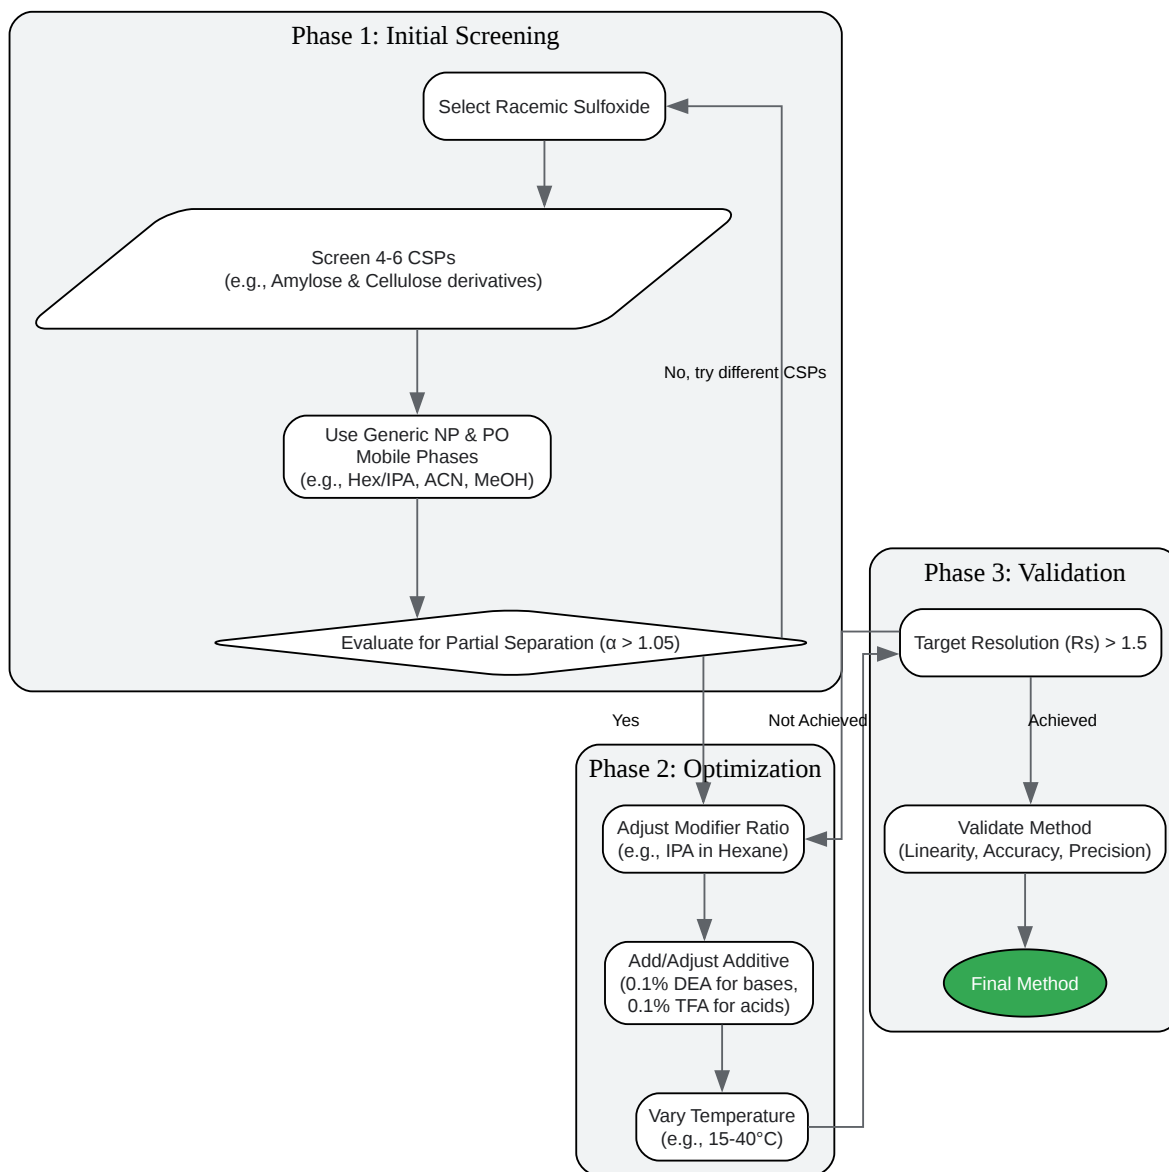 Phase 1: Initial Screening
Select Racemic Sulfoxide
Screen 4-6 CSPs
(e.g., Amylose & Cellulose derivatives)
No, try different CSPs
Use Generic NP & PO
Mobile Phases
(e.g., Hex/IPA, ACN, MeOH)
Evaluate for Partial Separation (α > 1.05)
Yes
Not Achieved
Phase 2: Optimization
Adjust Modifier Ratio
(e.g., IPA in Hexane)
Add/Adjust Additive
(0.1% DEA for bases,
0.1% TFA for acids)
Vary Temperature
(e.g., 15-40°C)
Phase 3: Validation
Target Resolution (Rs) > 1.5
Achieved
Validate Method
(Linearity, Accuracy, Precision)
Final Method